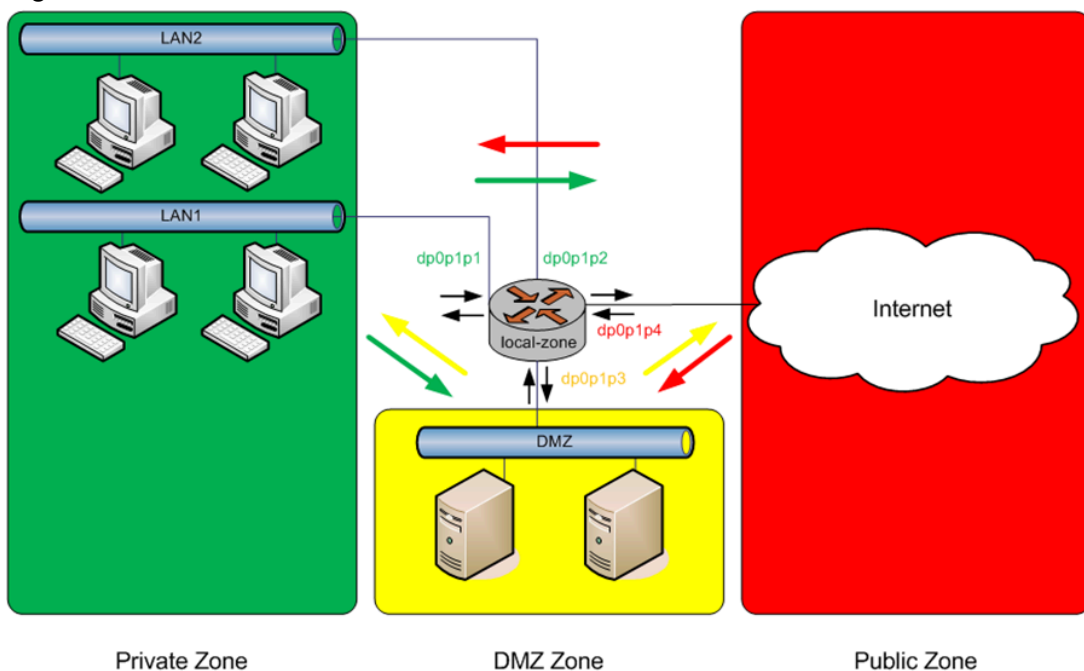 LAN2
LAN1
dp0p1p1
dp0p1p2
Internet
dp0p1p4
local-zone
dp0p1p3
DMZ
Private Zone
DMZ Zone
Public Zone